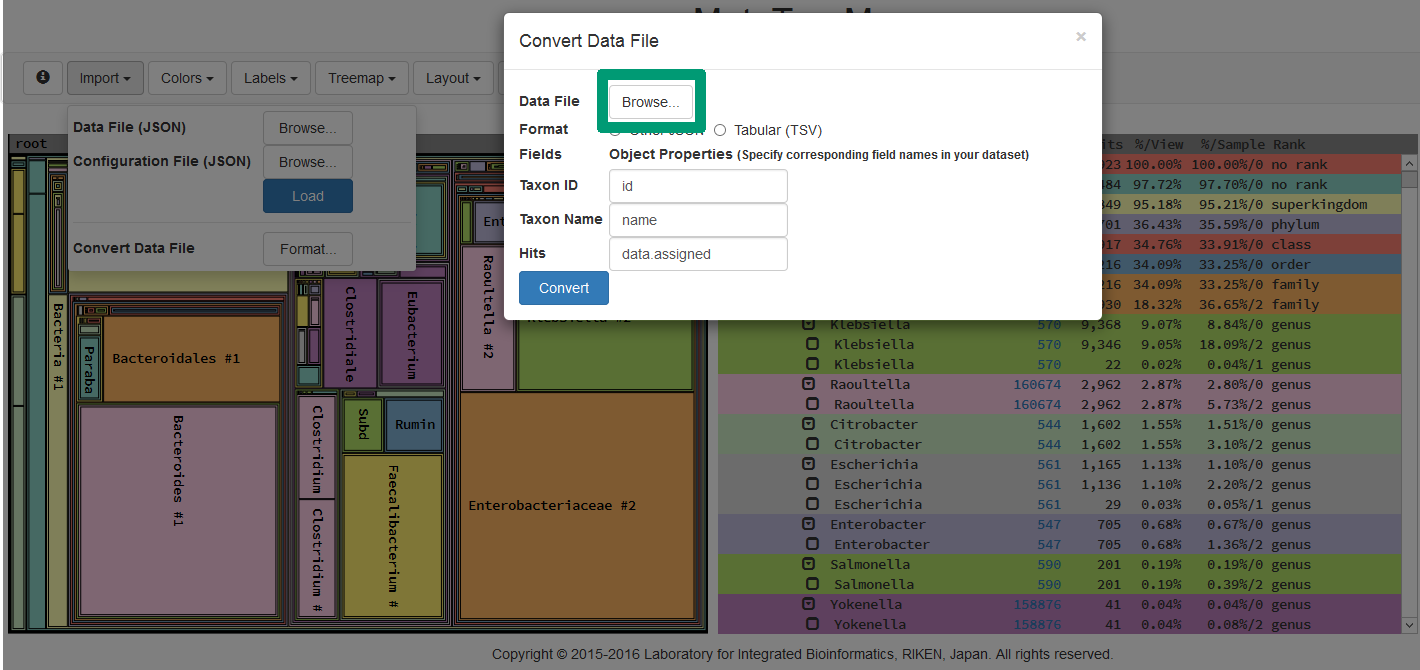 Import
Colors
Labels
Treemap
Layout
Data File (JSON)
Browse...
Configuration File (JSON)
Browse...
Load
Convert Data File
Format...
Convert Data File
×
Data File
Browse...
Format
Tabular (TSV)
Fields
Object Properties (Specify corresponding field names in your dataset)
Taxon ID
id
Taxon Name
name
Hits
data.assigned
Convert
root
Bacteria #1
Paraba
Bacteroidales #1
Bacteroides #1
Clostridiale
Eubacterium
Clostridium
Clostridium #
Subd
Rumin
Faecalibacterium #
Ent
Raoultella #2
Klebsiella #2
Enterobacteriaceae #2
its %/View %/Sample Rank
023 100.00% 100.00%/0 no rank
484 97.72% 97.70%/0 no rank
349 95.18% 95.21%/0 superkingdom
701 36.43% 35.59%/0 phylum
917 34.76% 33.91%/0 class
216 34.09% 33.25%/0 order
216 34.09% 33.25%/0 family
930 18.32% 36.65%/2 family
Klebsiella 570 9,368 9.07% 8.84%/0 genus
Klebsiella 570 9,346 9.05% 18.09%/2 genus
Klebsiella 570 22 0.02% 0.04%/1 genus
Raoultella 160674 2,962 2.87% 2.80%/0 genus
Raoultella 160674 2,962 2.87% 5.73%/2 genus
Citrobacter 544 1,602 1.55% 1.51%/0 genus
Citrobacter 544 1,602 1.55% 3.10%/2 genus
Escherichia 561 1,165 1.13% 1.10%/0 genus
Escherichia 561 1,136 1.10% 2.20%/2 genus
Escherichia 561 29 0.03% 0.05%/1 genus
Enterobacter 547 705 0.68% 0.67%/0 genus
Enterobacter 547 705 0.68% 1.36%/2 genus
Salmonella 590 201 0.19% 0.19%/0 genus
Salmonella 590 201 0.19% 0.39%/2 genus
Yokenella 158876 41 0.04% 0.04%/0 genus
Yokenella 158876 41 0.04% 0.08%/2 genus
Copyright © 2015-2016 Laboratory for Integrated Bioinformatics, RIKEN, Japan. All rights reserved.